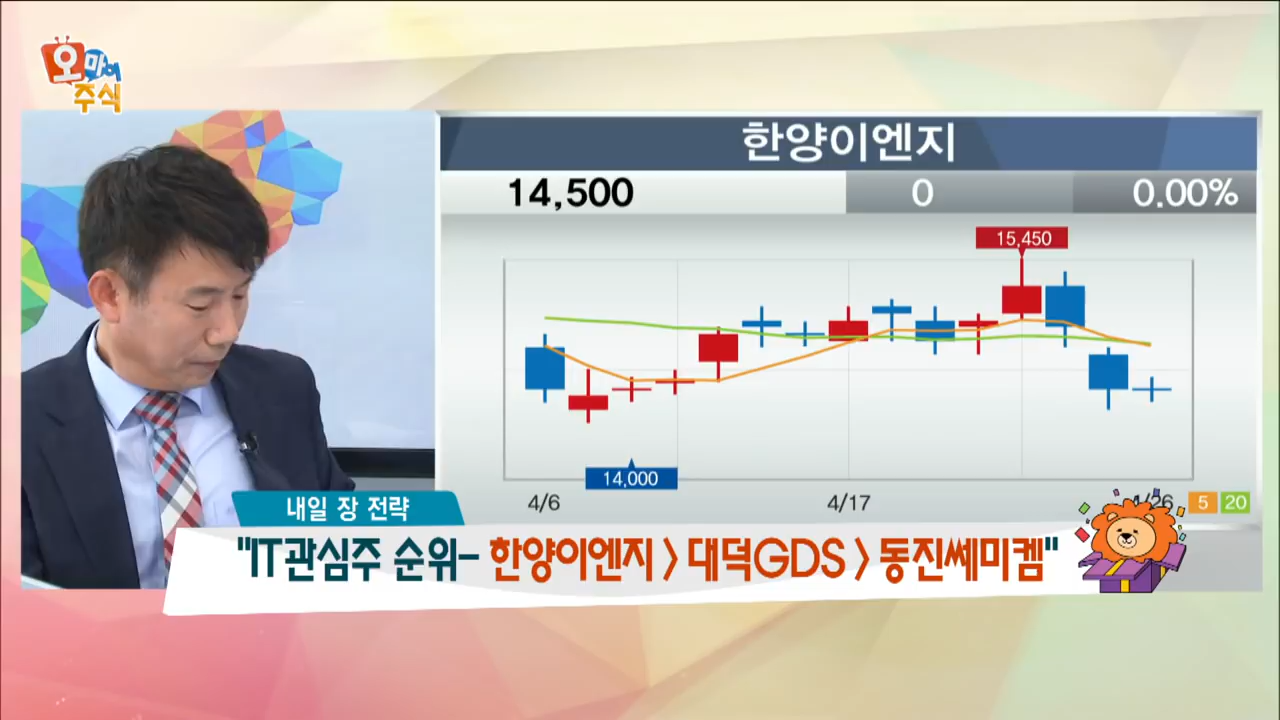 오마이
주식
한양이엔지
14,500 0 0.00%
15,450
14,000
4/6 4/17 4/26 5 20
내일 장 전략
"IT관심주 순위- 한양이엔지 > 대덕GDS > 동진쎄미켐"